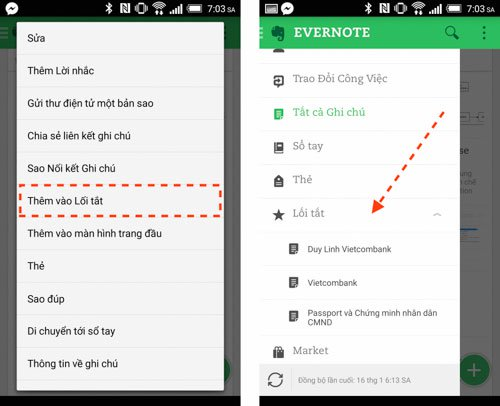 7:03 SA
Sửa
Thêm Lời nhắc
Gửi thư điện tử một bản sao
Chia sẻ liên kết ghi chú
Sao Nối kết Ghi chú
Thêm vào Lối tắt
Thêm vào màn hình trang đầu
Thẻ
Sao đúp
Di chuyển tới sổ tay
Thông tin về ghi chú
7:03 SA
EVERNOTE
Trao Đổi Công Việc
Tất cả Ghi chú
Sổ tay
Thẻ
Lối tắt
Duy Linh Vietcombank
Vietcombank
Passport và Chứng minh nhân dân
CMND
Market
Đồng bộ lần cuối: 16 thg 1 6:13 SA